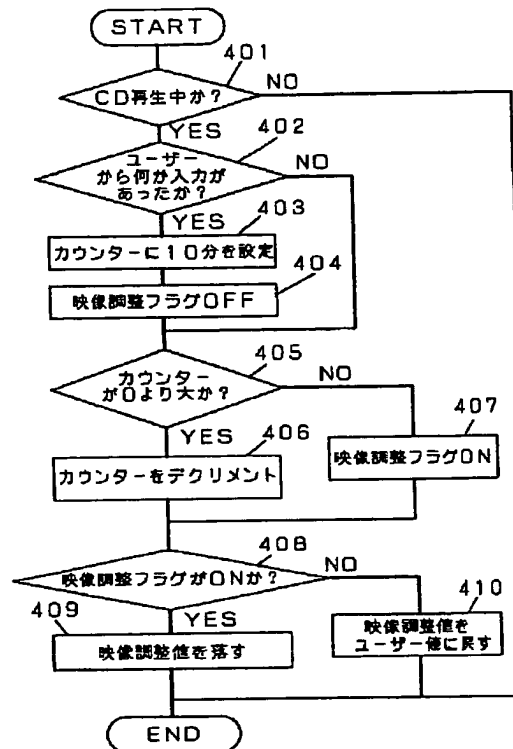 START
401
CD再生中か?
NO
YES
402
ユーザー
から何か入力が
あったか?
NO
YES
403
カウンターに10分を設定
404
映像調整フラグOFF
405
カウンター
が0より大か?
NO
YES
406
407
カウンターをデクリメント
映像調整フラグON
408
映像調整フラグがONか?
NO
409
YES
410
映像調整値を落す
映像調整値を
ユーザー値に戻す
END